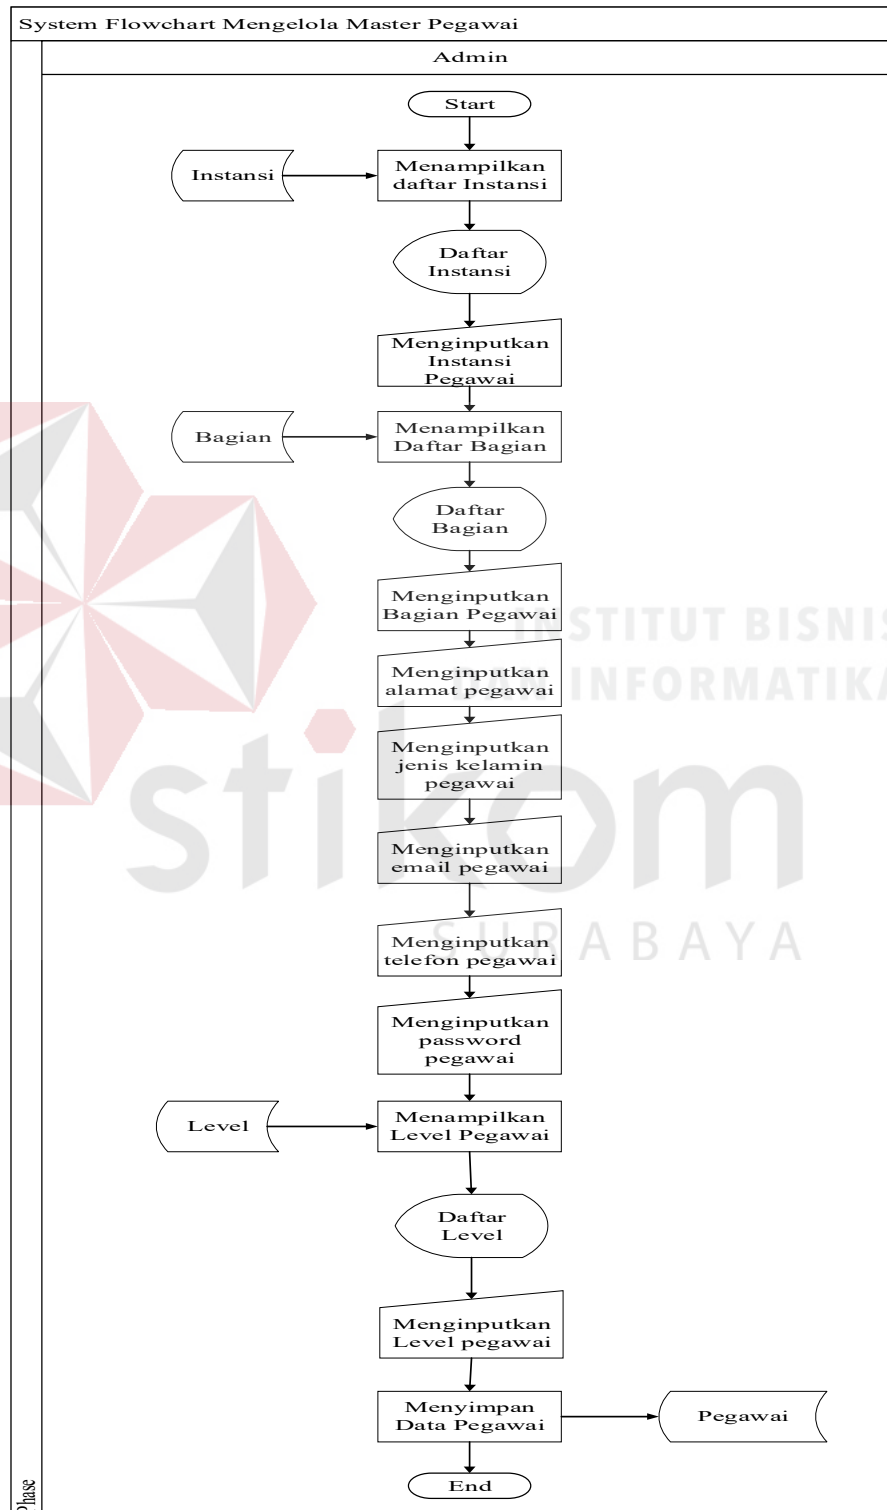 System Flowchart Mengelola Master Pegawai
Admin
Start
Instansi
Menampilkan
daftar Instansi
Daftar
Instansi
Menginputkan
Instansi
Pegawai
Bagian
Menampilkan
Daftar Bagian
Daftar
Bagian
Menginputkan
Bagian Pegawai
INSTITUT BISNIS
Menginputkan
alamat pegawai
DAN INFORMATIKA
Menginputkan
jenis kelamin
pegawai
stikom
Menginputkan
email pegawai
SURABAYA
Menginputkan
telefon pegawai
Menginputkan
password
pegawai
Level
Menampilkan
Level Pegawai
Daftar
Level
Menginputkan
Level pegawai
Menyimpan
Data Pegawai
Pegawai
End
Phase